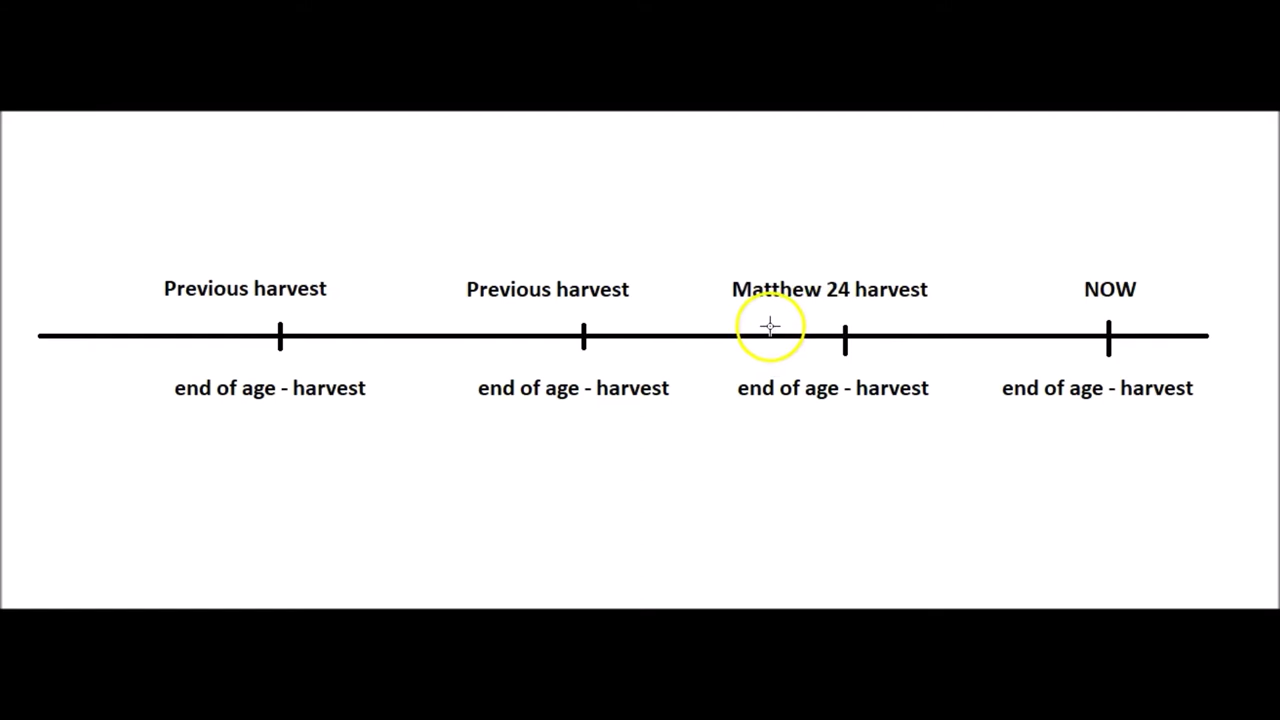 Previous harvest
Previous harvest
Matthew 24 harvest
NOW
end of age - harvest
end of age - harvest
end of age - harvest
end of age - harvest